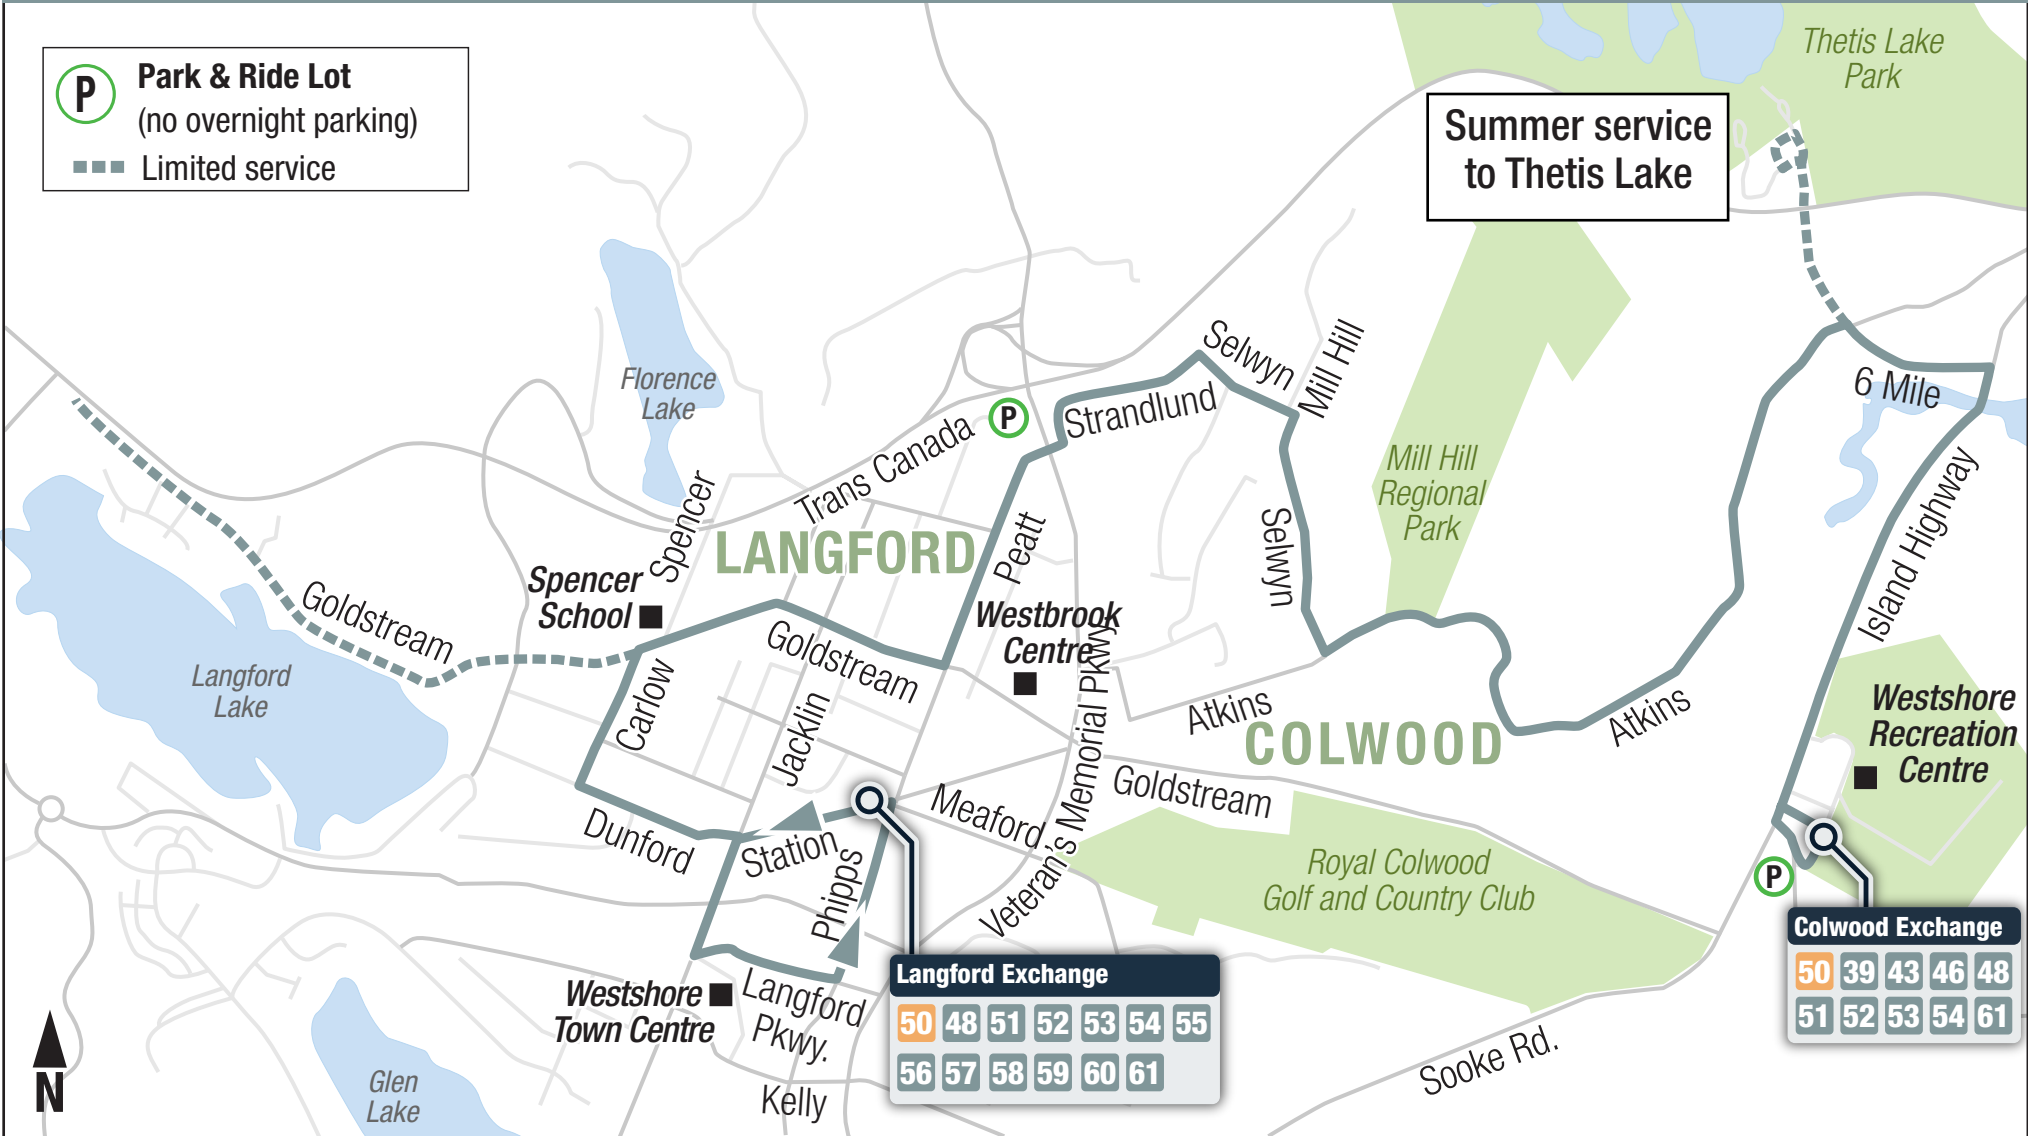 P
Park & Ride Lot
(no overnight parking)
Limited service
Thetis Lake
Park
Summer service
to Thetis Lake
Florence
Lake
Selwyn
Mill Hill
Strandlund
P
6 Mile
Trans Canada
Spencer
Mill Hill
Regional
Park
Island Highway
LANGFORD
Peatt
Selwyn
Spencer
School
Goldstream
Westbrook
Centre
Goldstream
Langford
Lake
Carlow
Jacklin
Veteran's Memorial Pkwy.
Atkins
COLWOOD
Atkins
Westshore
Recreation
Centre
Goldstream
Meaford
Dunford
Station
Phipps
Royal Colwood
Golf and Country Club
P
Colwood Exchange
50 39 43 46 48
51 52 53 54 61
Westshore
Town Centre
Langford
Pkwy.
Langford Exchange
50 48 51 52 53 54 55
56 57 58 59 60 61
Sooke Rd.
Kelly
Glen
Lake
N